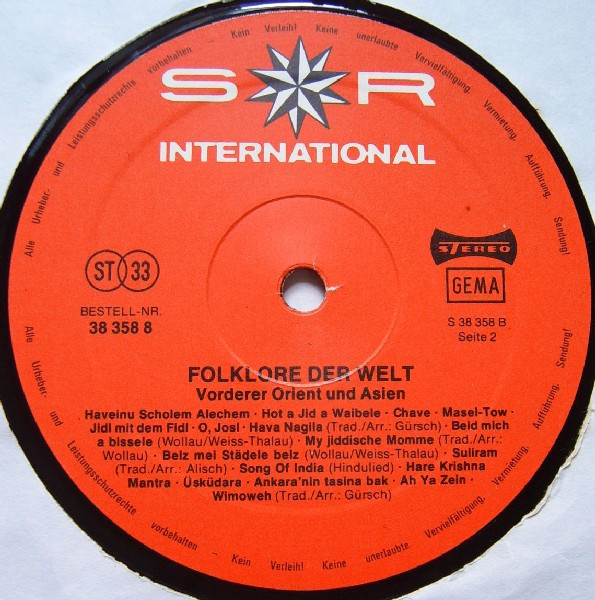 Alle Urheber- und Leistungsschutzrechte vorbehalten - Kein Verleih! Keine unerlaubte Vervielfältigung, Vermietung, Aufführung, Sendung!
S R
INTERNATIONAL
ST 33
STEREO
BESTELL-NR.
38 358 8
GEMA
S 38 358 B
Seite 2
FOLKLORE DER WELT
Vorderer Orient und Asien
Haveinu Scholem Alechem · Hot a Jid a Waibele · Chave · Masel-Tow ·
Jidl mit dem Fidl · O, Josl · Hava Nagila (Trad./Arr.: Gürsch) · Beid mich
a bissele (Wollau/Weiss-Thalau) · My jiddische Momme (Trad./Arr.:
Wollau) · Belz mei Städele belz (Wollau/Weiss-Thalau) · Suliram
(Trad./Arr.: Alisch) · Song Of India (Hindulied) · Hare Krishna
Mantra · Üsküdara · Ankara'nin tasina bak · Ah Ya Zein ·
Wimoweh (Trad./Arr.: Gürsch)
Alle Urheber- und Leistungsschutzrechte vorbehalten - Kein Verleih! Keine unerlaubte Vervielfältigung, Vermietung, Aufführung, Sendung!